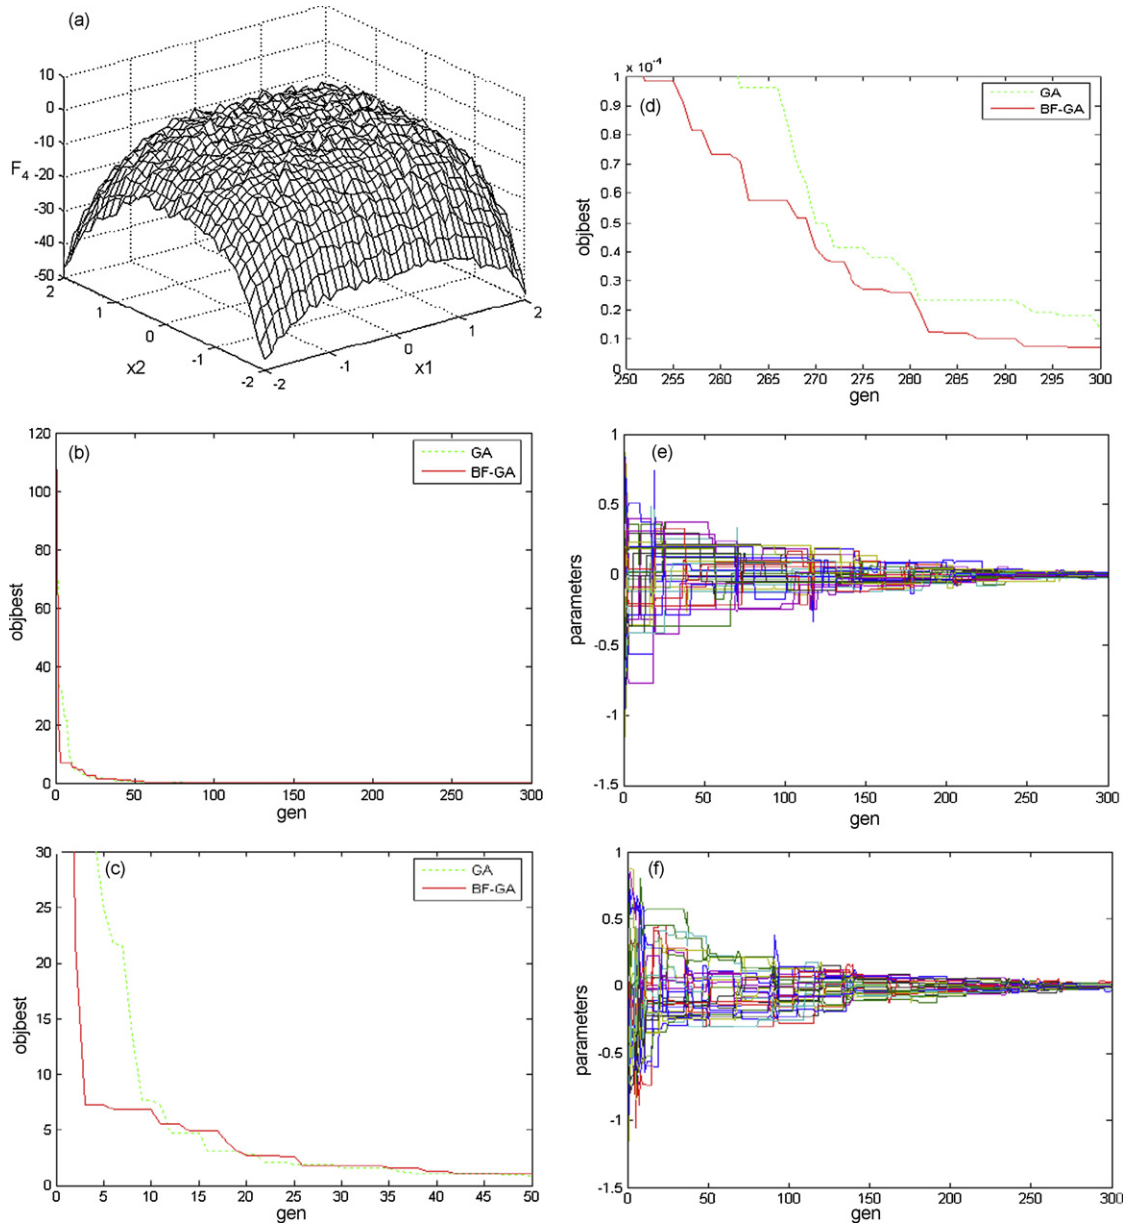 (a)
10
0
-10
F4
-20
-30
-40
-50
2
1
0
-1
-2
x2
-2
-1
0
1
2
x1
x 10-4
1
0.9
0.8
0.7
0.6
0.5
0.4
0.3
0.2
0.1
0
objbest
(d)
GA
BF-GA
250 255 260 265 270 275 280 285 290 295 300
gen
(b)
120
100
80
60
40
20
0
objbest
GA
BF-GA
0 50 100 150 200 250 300
gen
(e)
1
0.5
0
-0.5
-1
-1.5
parameters
0 50 100 150 200 250 300
gen
(c)
30
25
20
15
10
5
0
objbest
GA
BF-GA
0 5 10 15 20 25 30 35 40 45 50
gen
(f)
1
0.5
0
-0.5
-1
-1.5
parameters
0 50 100 150 200 250 300
gen